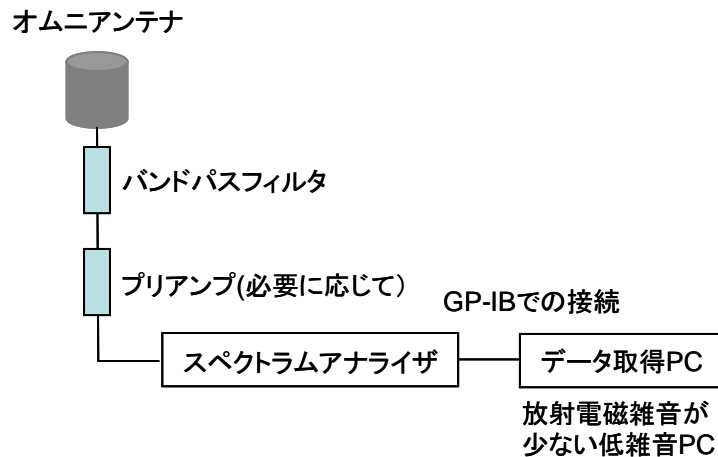 オムニアンテナ
バンドパスフィルタ
プリアンプ(必要に応じて）
GP-IBでの接続
スペクトラムアナライザ
データ取得PC
放射電磁雑音が
少ない低雑音PC